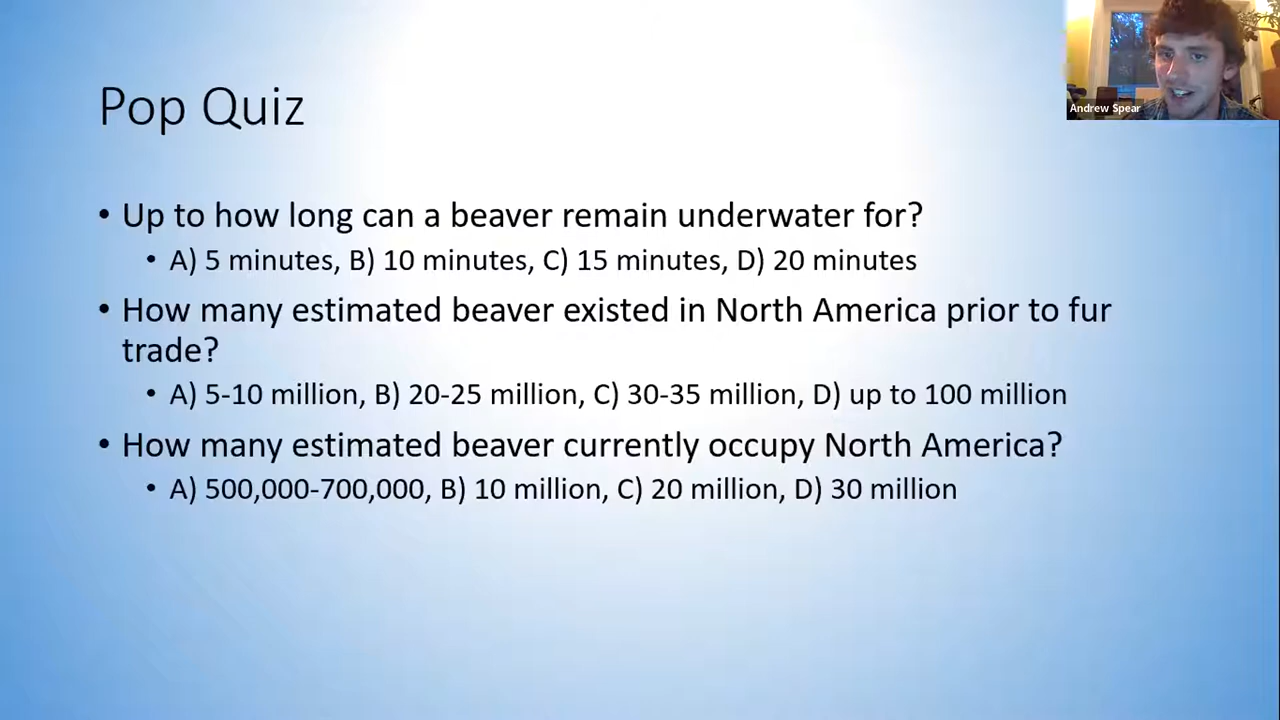 Andrew Spear
Pop Quiz
• Up to how long can a beaver remain underwater for?
• A) 5 minutes, B) 10 minutes, C) 15 minutes, D) 20 minutes
• How many estimated beaver existed in North America prior to fur
trade?
• A) 5-10 million, B) 20-25 million, C) 30-35 million, D) up to 100 million
• How many estimated beaver currently occupy North America?
• A) 500,000-700,000, B) 10 million, C) 20 million, D) 30 million